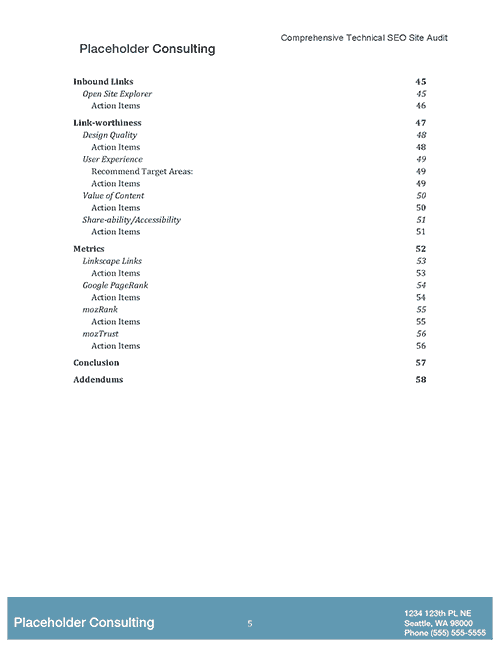 Comprehensive Technical SEO Site Audit
Placeholder Consulting
Inbound Links 45
Open Site Explorer 45
Action Items 46
Link-worthiness 47
Design Quality 48
Action Items 48
User Experience 49
Recommend Target Areas: 49
Action Items 49
Value of Content 50
Action Items 50
Share-ability/Accessibility 51
Action Items 51
Metrics 52
Linkscape Links 53
Action Items 53
Google PageRank 54
Action Items 54
mozRank 55
Action Items 55
mozTrust 56
Action Items 56
Conclusion 57
Addendums 58
1234 123th PL NE
Placeholder Consulting 5 Seattle, WA 98000
Phone (555) 555-5555